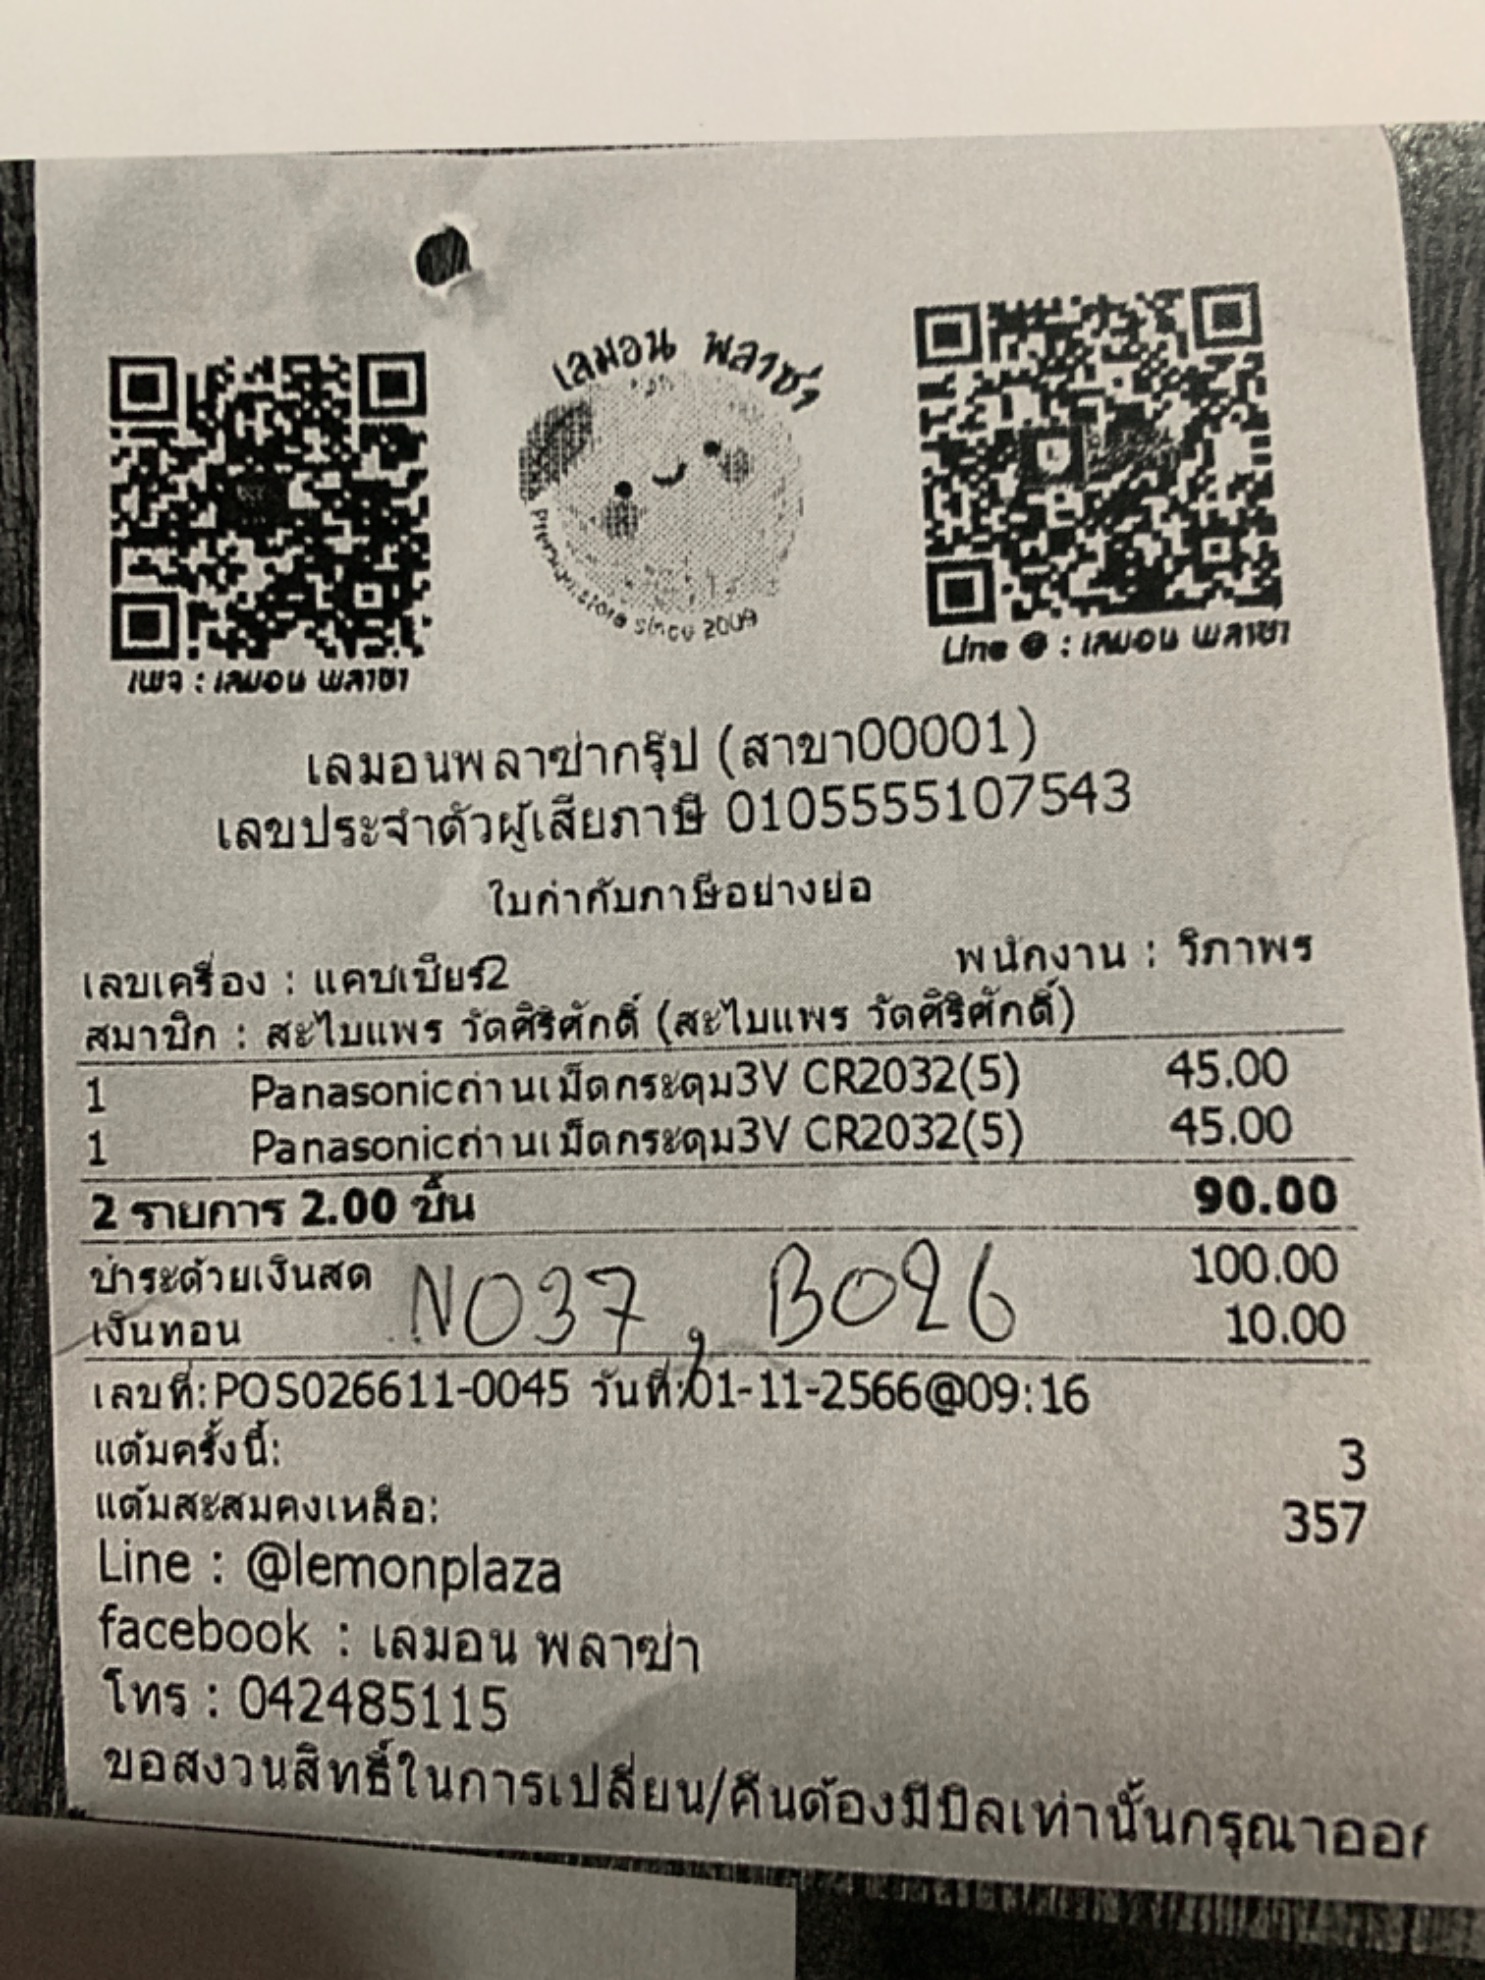 เลมอน พลาซ่า
since 2009
เพจ : เลมอน พลาซ่า
Line @ : เลมอน พลาซ่า
เลมอนพลาซ่ากรุ๊ป (สาขา00001)
เลขประจำตัวผู้เสียภาษี 0105555107543
ใบกำกับภาษีอย่างย่อ
เลขเครื่อง : แคชเชียร์2 พนักงาน : วิภาพร
สมาชิก : สะไบแพร วัดศิริศักดิ์ (สะไบแพร วัดศิริศักดิ์)
1 Panasonicถ่านเม็ดกระดุม3V CR2032(5) 45.00
1 Panasonicถ่านเม็ดกระดุม3V CR2032(5) 45.00
2 รายการ 2.00 ชิ้น 90.00
ชำระด้วยเงินสด 100.00
NO37, BO26
เงินทอน 10.00
เลขที่:POS026611-0045 วันที่:01-11-2566@09:16
แต้มครั้งนี้: 3
แต้มสะสมคงเหลือ: 357
Line : @lemonplaza
facebook : เลมอน พลาซ่า
โทร : 042485115
ขอสงวนสิทธิ์ในการเปลี่ยน/คืนต้องมีบิลเท่านั้นกรุณาออก